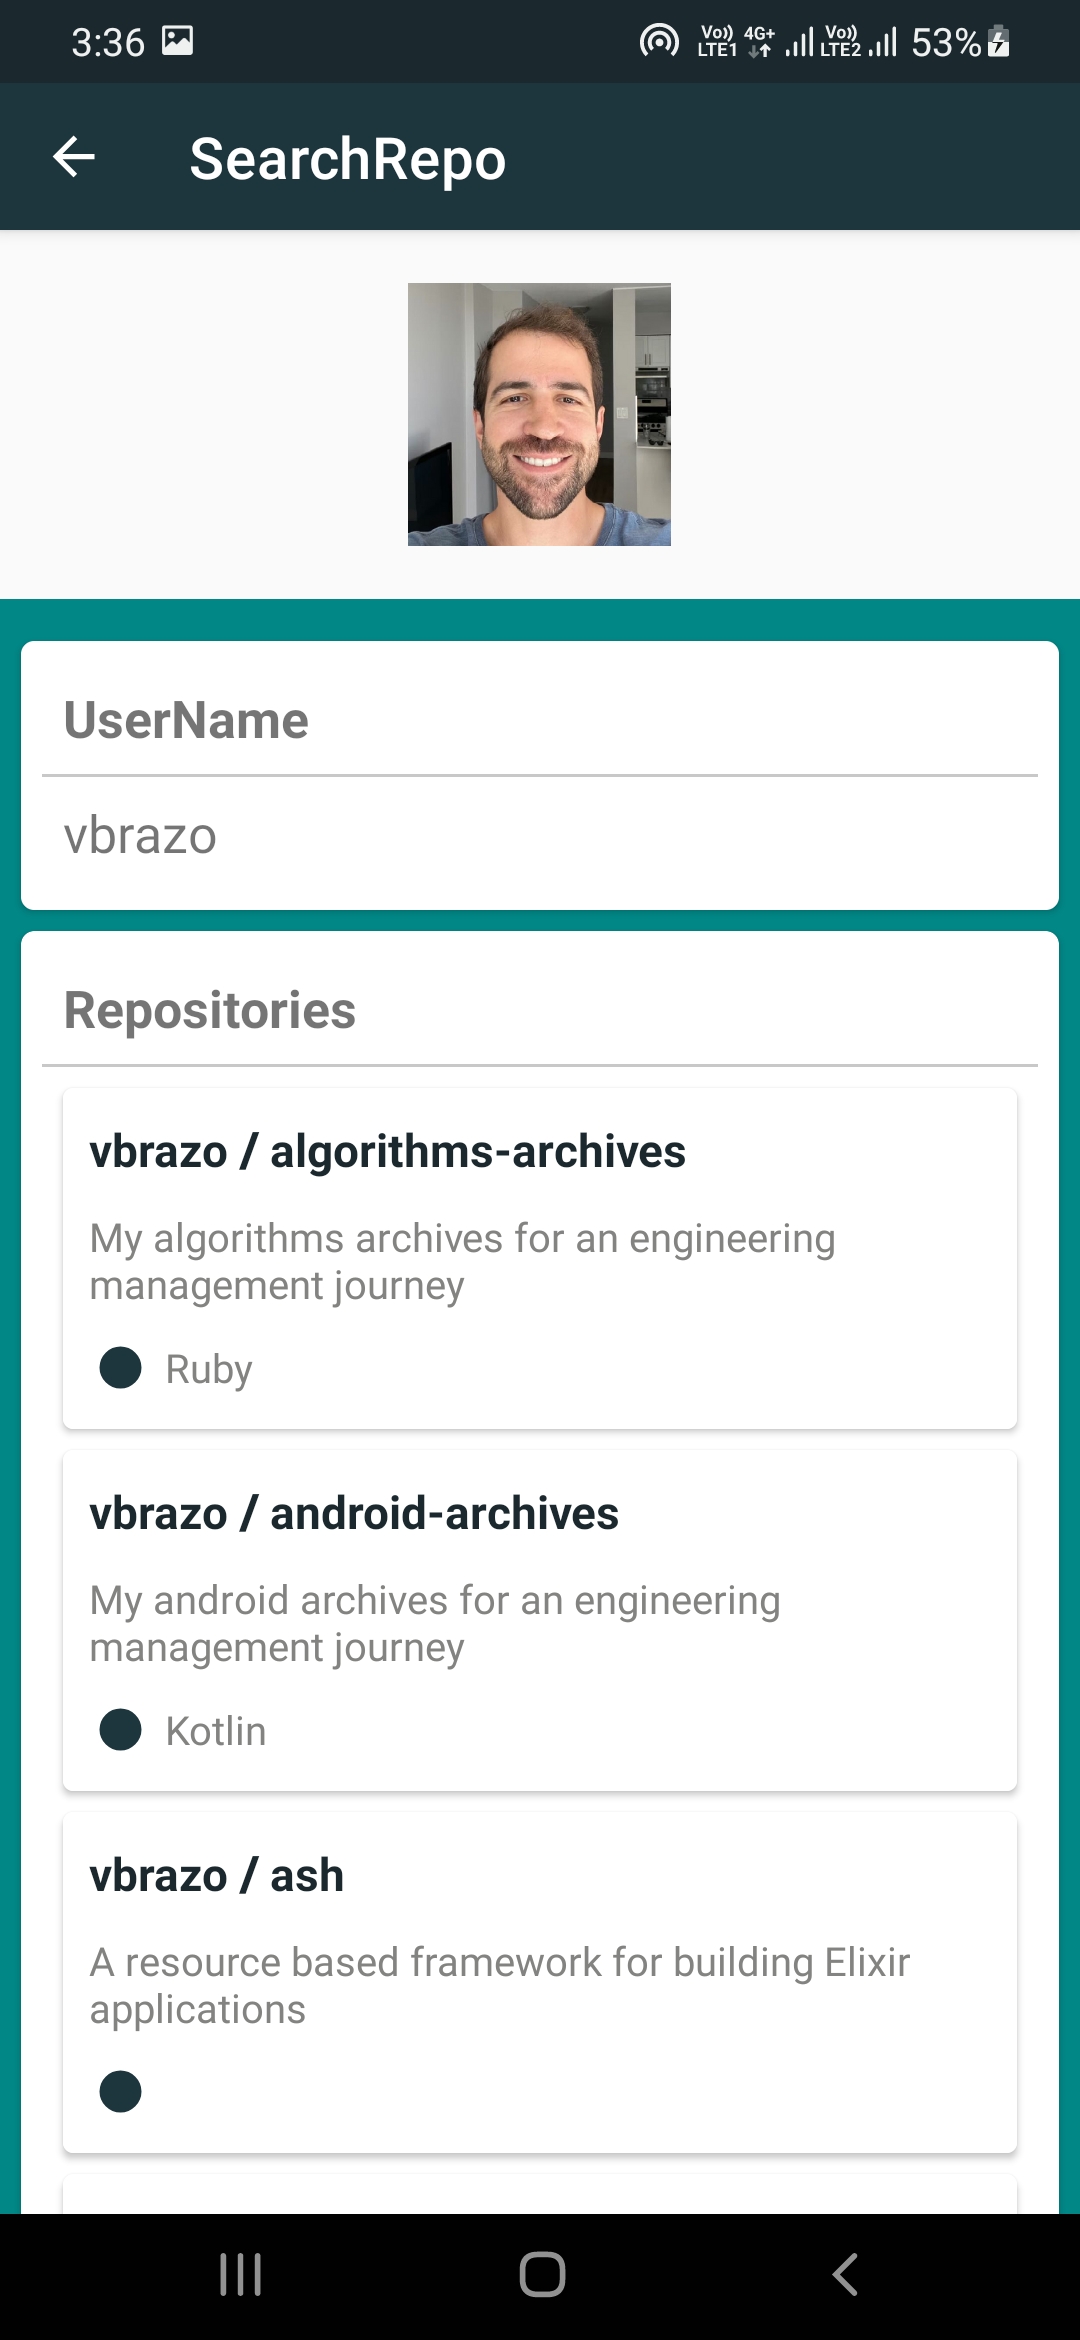 3:36
Vo)) LTE1 4G+ Vo)) LTE2 53%
SearchRepo
UserName
vbrazo
Repositories
vbrazo / algorithms-archives
My algorithms archives for an engineering
management journey
Ruby
vbrazo / android-archives
My android archives for an engineering
management journey
Kotlin
vbrazo / ash
A resource based framework for building Elixir
applications